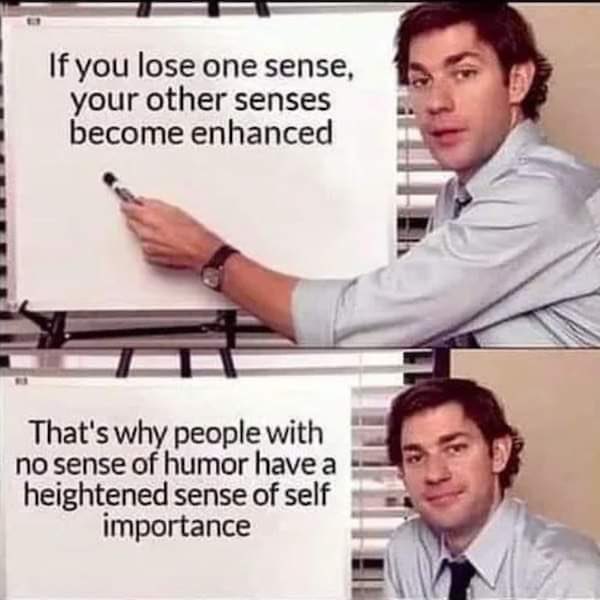 If you lose one sense,
your other senses
become enhanced
That's why people with
no sense of humor have a
heightened sense of self
importance